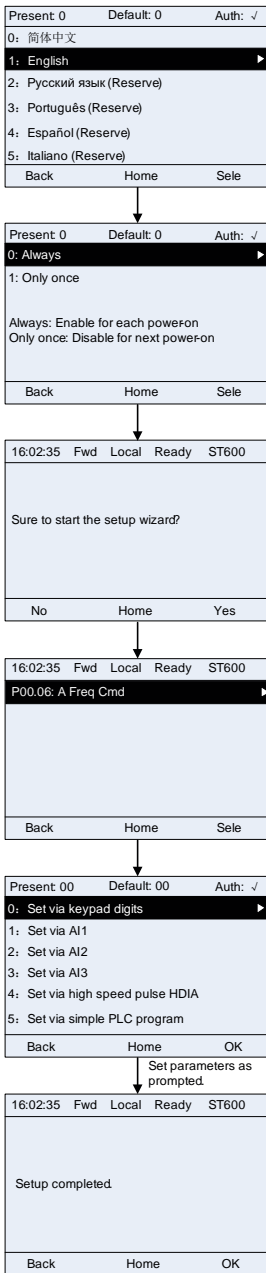 Present: 0 Default: 0 Auth: √
0：简体中文
1：English
2：Русский язык (Reserve)
3：Português (Reserve)
4：Español (Reserve)
5：Italiano (Reserve)
Back Home Sele
Present: 0 Default: 0 Auth: √
0: Always
1: Only once
Always: Enable for each power-on
Only once: Disable for next power-on
Back Home Sele
16:02:35 Fwd Local Ready ST600
Sure to start the setup wizard?
No Home Yes
16:02:35 Fwd Local Ready ST600
P00.06: A Freq Cmd
Back Home Sele
Present: 00 Default: 00 Auth: √
0：Set via keypad digits
1：Set via AI1
2：Set via AI2
3：Set via AI3
4：Set via high speed pulse HDIA
5：Set via simple PLC program
Back Home OK
Set parameters as
prompted.
16:02:35 Fwd Local Ready ST600
Setup completed.
Back Home OK